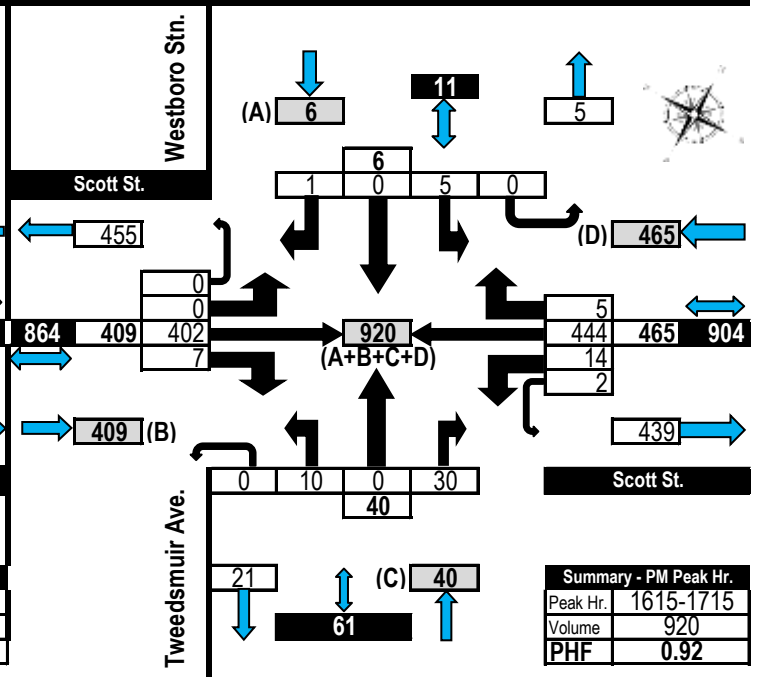 Westboro Stn.
(A) 6
11
5
6
1 0 5 0
Scott St.
455
(D) 465
0
0
864 409 402
7
920
(A+B+C+D)
5
444 465 904
14
2
409 (B)
439
0 10 0 30
40
Scott St.
Tweedsmuir Ave.
21
(C) 40
61
Summary - PM Peak Hr.
Peak Hr. 1615-1715
Volume 920
PHF 0.92